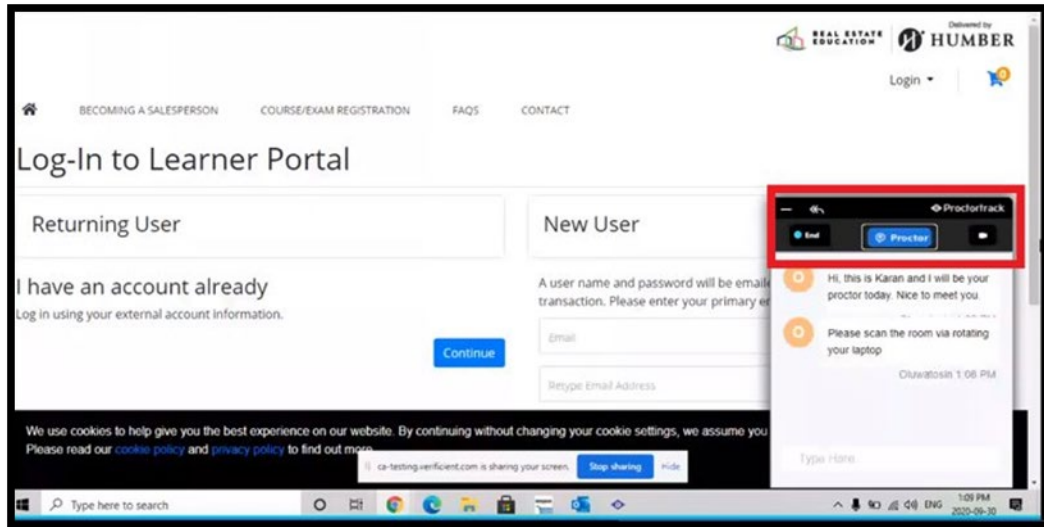 Delivered by
REAL ESTATE
EDUCATION
HUMBER
Login
0
BECOMING A SALESPERSON COURSE/EXAM REGISTRATION FAQS CONTACT
Log-In to Learner Portal
Returning User
I have an account already
Log in using your external account information.
Continue
New User
A user name and password will be emaile
transaction. Please enter your primary er
Email
Retype Email Address
Proctortrack
End
Proctor
O
Hi, this is Karan and I will be your
proctor today. Nice to meet you
O
Please scan the room via rotating
your laptop
Oluwatosin 1:08 PM
Type Here
We use cookies to help give you the best experience on our website. By continuing without changing your cookie settings, we assume you
Please read our cookie policy and privacy policy to find out more
ca-testing.verificient.com is sharing your screen.
Stop sharing
Hide
Type here to search
ENG
1:09 PM
2020-09-30